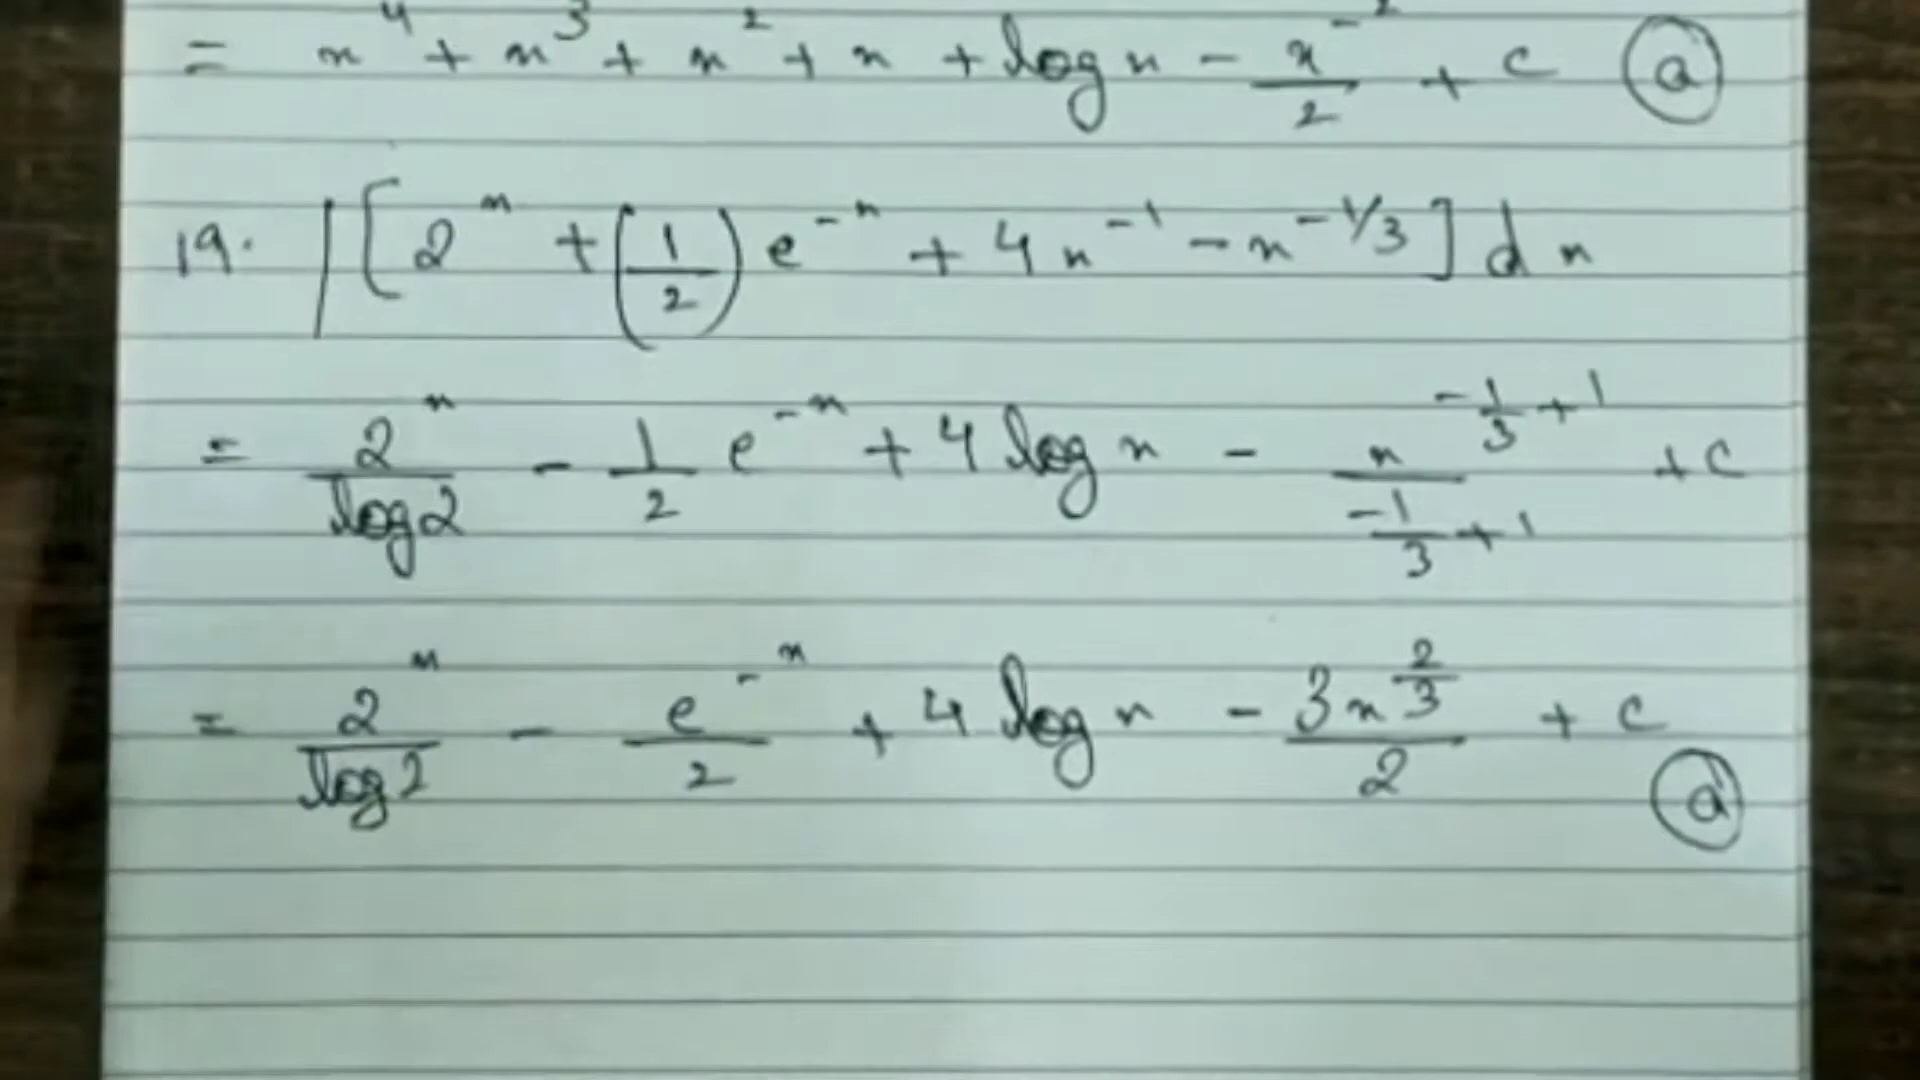 = x⁴ + x³ + x² + x + log x - x⁻²/2 + c (a)
19. ∫[2ˣ + (1/2) e⁻ˣ + 4x⁻¹ - x^(-1/3)] dx
= 2ˣ/log2 - 1/2 e⁻ˣ + 4 log x - x^(-1/3+1)/(-1/3+1) + c
= 2ˣ/log2 - e⁻ˣ/2 + 4 log x - 3x^(2/3)/2 + c
(a)